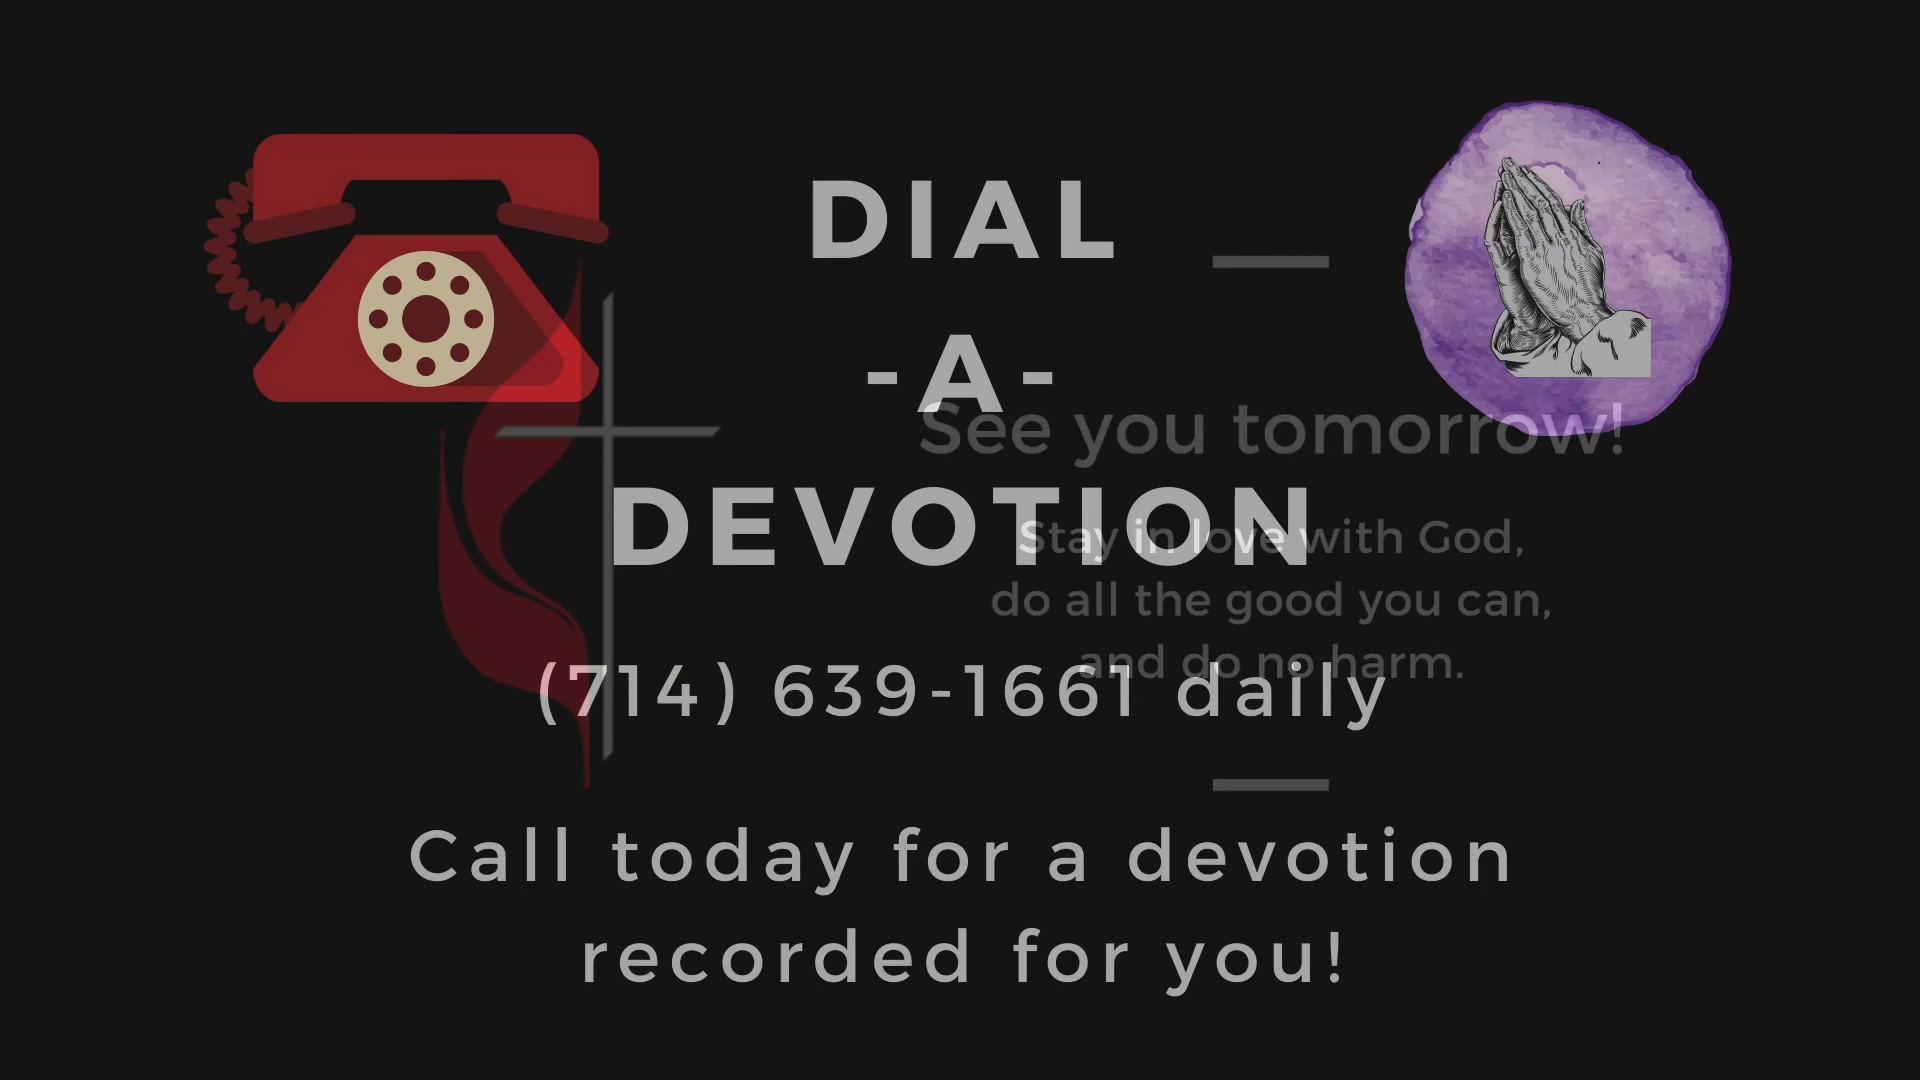 DIAL
-A-
DEVOTION
(714) 639-1661 daily
Call today for a devotion
recorded for you!
See you tomorrow!
Stay in love with God,
do all the good you can,
and do no harm.